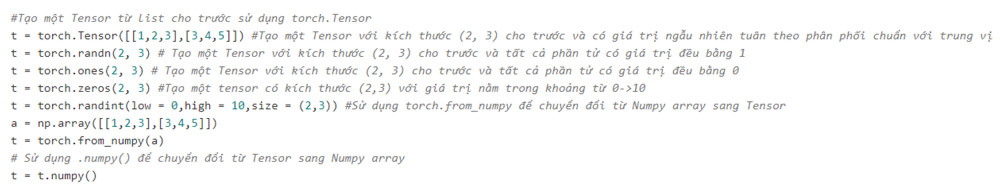 #Tạo một Tensor từ list cho trước sử dụng torch.Tensor
t = torch.Tensor([[1,2,3],[3,4,5]]) #Tạo một Tensor với kích thước (2, 3) cho trước và có giá trị ngẫu nhiên tuân theo phân phối chuẩn với trung vị
t = torch.randn(2, 3) # Tạo một Tensor với kích thước (2, 3) cho trước và tất cả phần tử có giá trị đều bằng 1
t = torch.ones(2, 3) # Tạo một Tensor với kích thước (2, 3) cho trước và tất cả phần tử có giá trị đều bằng 0
t = torch.zeros(2, 3) #Tạo một tensor có kích thước (2,3) với giá trị nằm trong khoảng từ 0->10
t = torch.randint(low = 0,high = 10,size = (2,3)) #Sử dụng torch.from_numpy để chuyển đổi từ Numpy array sang Tensor
a = np.array([[1,2,3],[3,4,5]])
t = torch.from_numpy(a)
# Sử dụng .numpy() để chuyển đổi từ Tensor sang Numpy array
t = t.numpy()